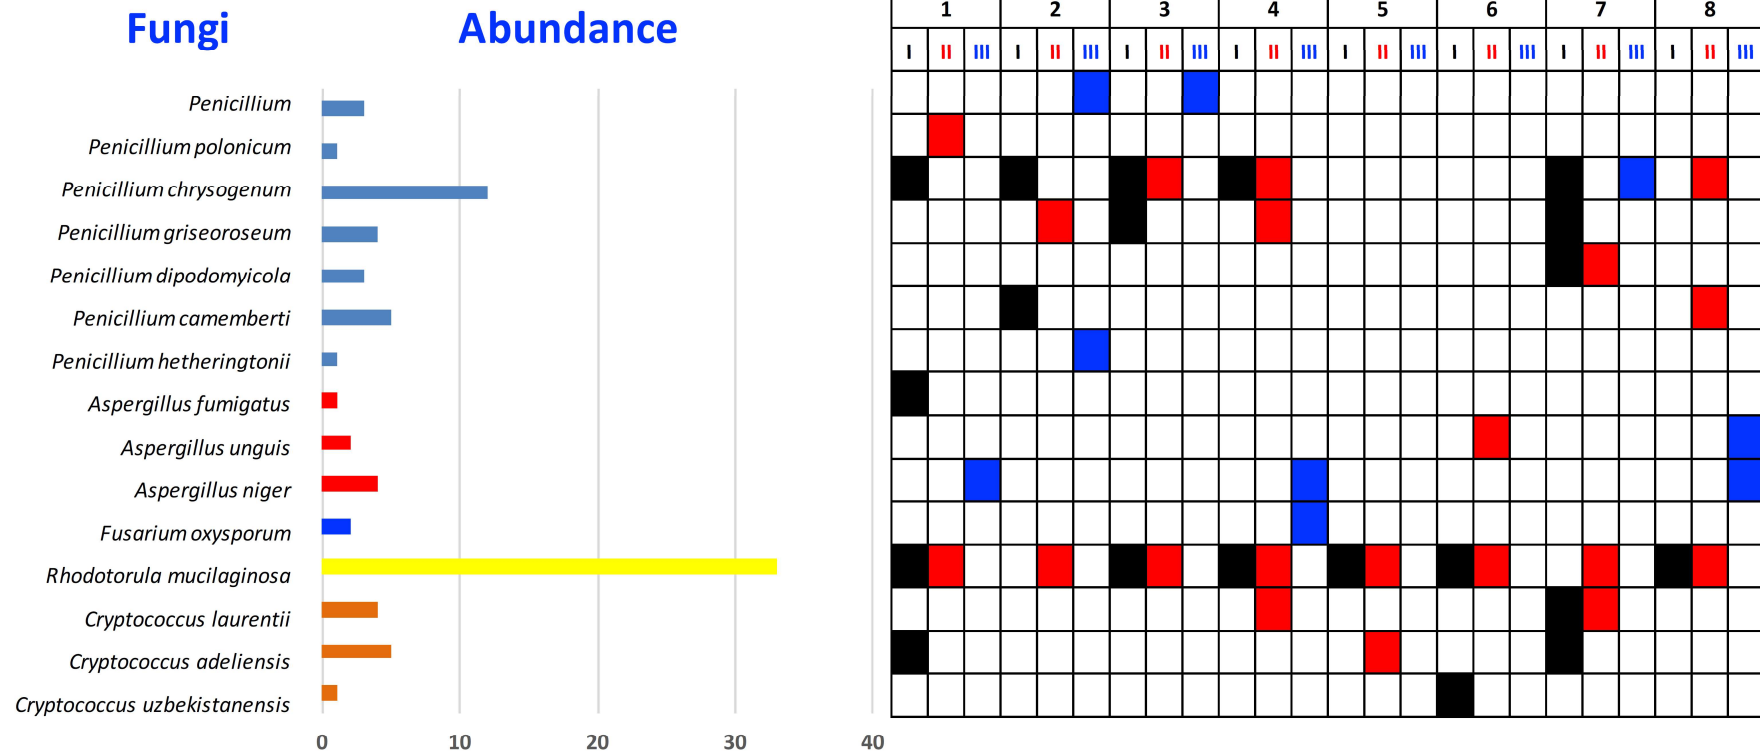 Fungi Abundance
1 2 3 4 5 6 7 8
I II III I II III I II III I II III I II III I II III I II III I II III
Penicillium
Penicillium polonicum
Penicillium chrysogenum
Penicillium griseoroseum
Penicillium dipodomyicola
Penicillium camemberti
Penicillium hetheringtonii
Aspergillus fumigatus
Aspergillus unguis
Aspergillus niger
Fusarium oxysporum
Rhodotorula mucilaginosa
Cryptococcus laurentii
Cryptococcus adeliensis
Cryptococcus uzbekistanensis
0 10 20 30 40